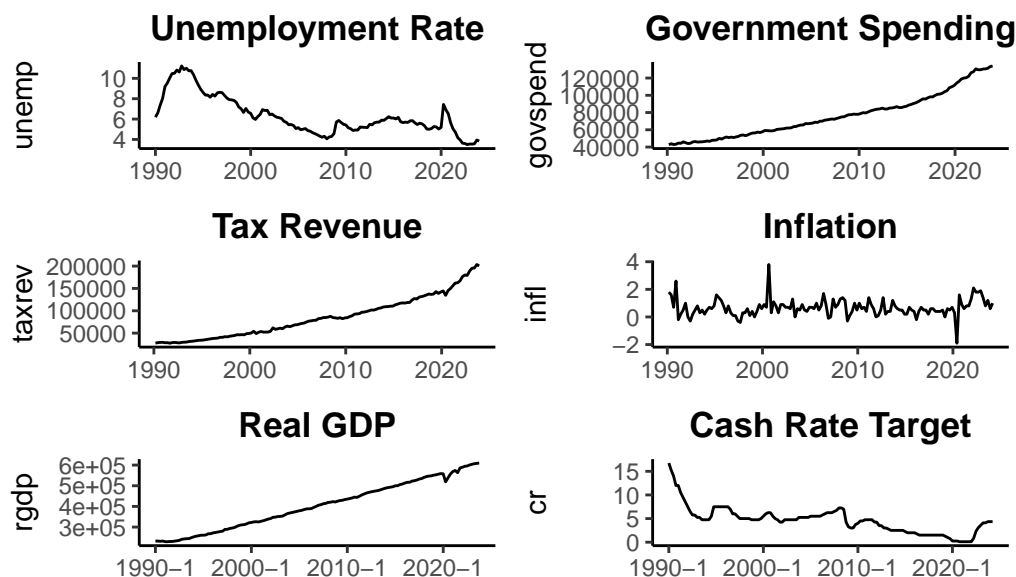 Unemployment Rate
unemp
10
8
6
4
1990 2000 2010 2020
Government Spending
govspend
120000
100000
80000
60000
40000
1990 2000 2010 2020
Tax Revenue
taxrev
200000
150000
100000
50000
1990 2000 2010 2020
Inflation
infl
4
2
0
−2
1990 2000 2010 2020
Real GDP
rgdp
6e+05
5e+05
4e+05
3e+05
1990−1 2000−1 2010−1 2020−1
Cash Rate Target
cr
15
10
5
0
1990−1 2000−1 2010−1 2020−1